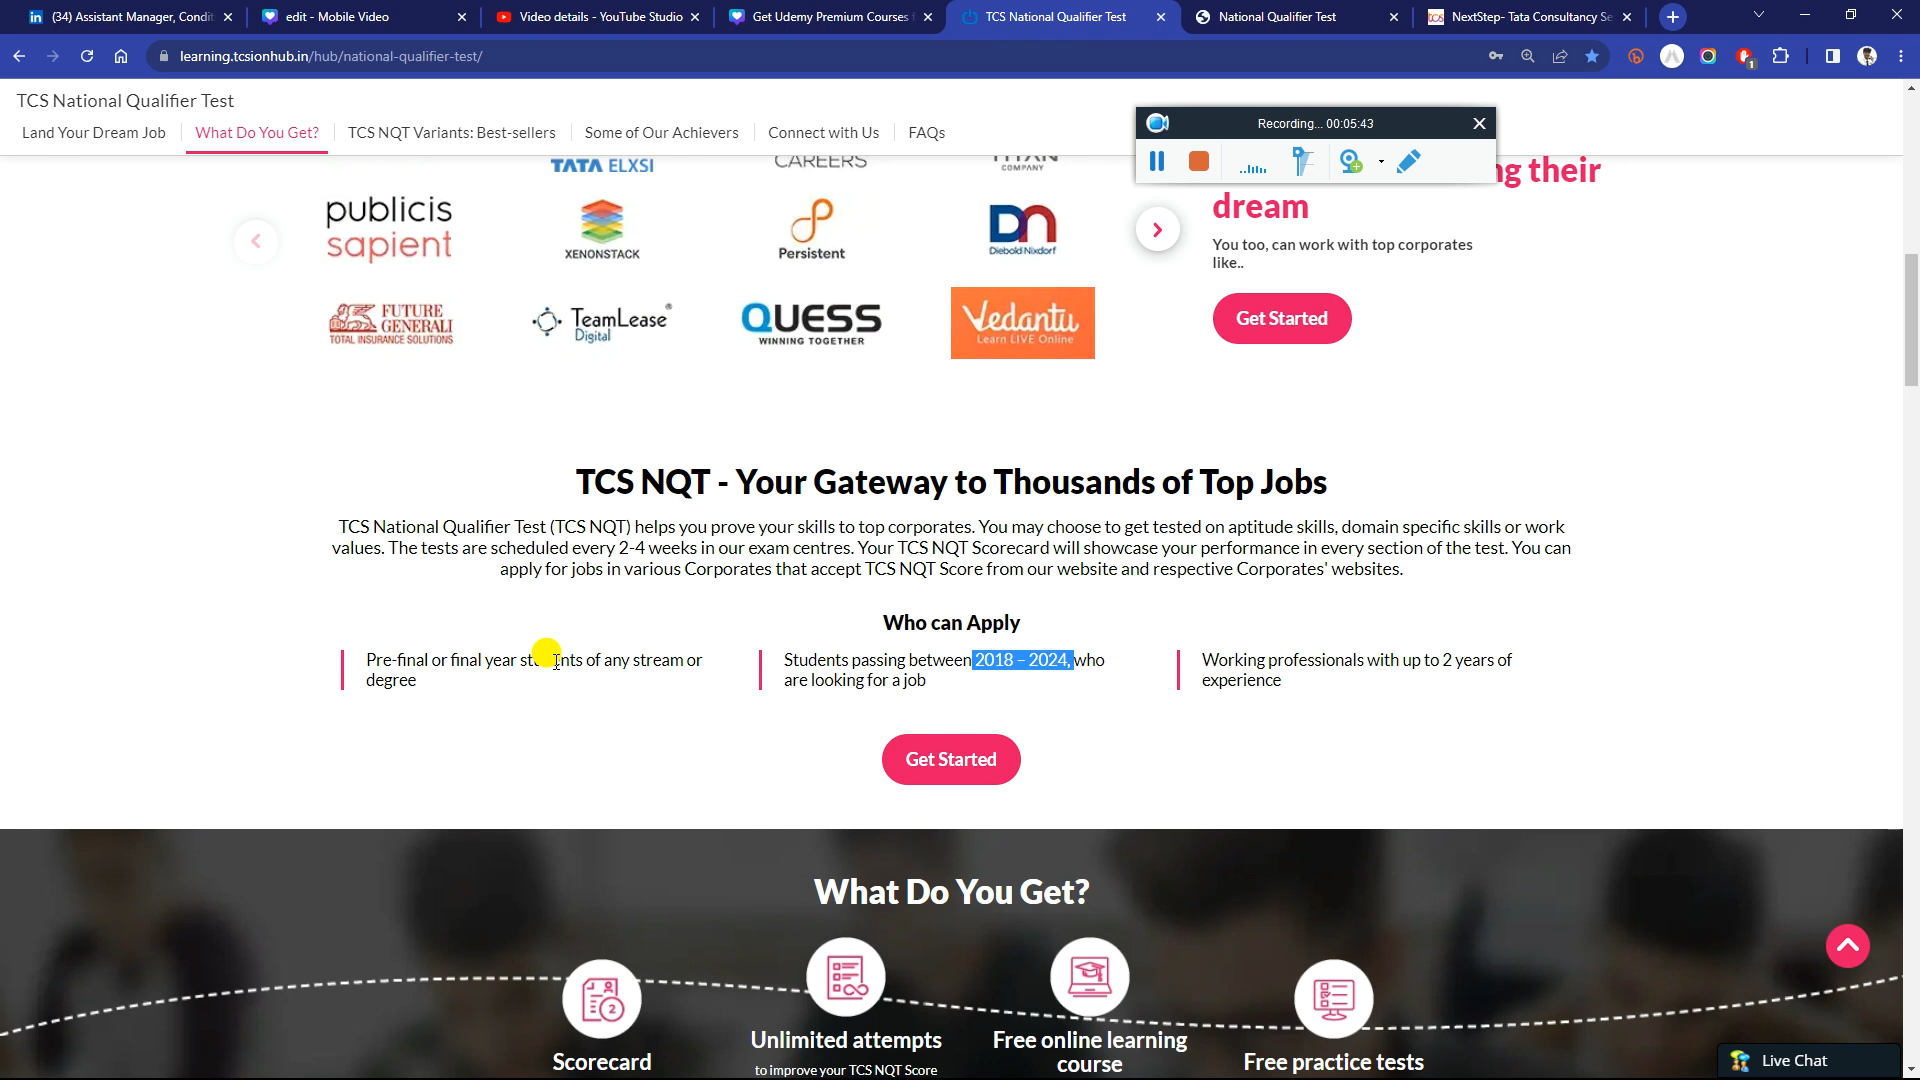 (34) Assistant Manager, Condit
edit - Mobile Video
Video details - YouTube Studio
Get Udemy Premium Courses f
TCS National Qualifier Test
National Qualifier Test
NextStep- Tata Consultancy Se
learning.tcsionhub.in/hub/national-qualifier-test/
TCS National Qualifier Test
Land Your Dream Job
What Do You Get?
TCS NQT Variants: Best-sellers
Some of Our Achievers
Connect with Us
FAQs
Recording... 00:05:43
TATA ELXSI
CAREERS
TITAN
COMPANY
ng their
dream
publicis
sapient
XENONSTACK
Persistent
DN
Diebold Nixdorf
You too, can work with top corporates
like..
FUTURE
GENERALI
TOTAL INSURANCE SOLUTIONS
TeamLease
Digital
QUESS
WINNING TOGETHER
Vedantu
Learn LIVE Online
Get Started
TCS NQT - Your Gateway to Thousands of Top Jobs
TCS National Qualifier Test (TCS NQT) helps you prove your skills to top corporates. You may choose to get tested on aptitude skills, domain specific skills or work
values. The tests are scheduled every 2-4 weeks in our exam centres. Your TCS NQT Scorecard will showcase your performance in every section of the test. You can
apply for jobs in various Corporates that accept TCS NQT Score from our website and respective Corporates' websites.
Who can Apply
Pre-final or final year students of any stream or
degree
Students passing between 2018 – 2024, who
are looking for a job
Working professionals with up to 2 years of
experience
Get Started
What Do You Get?
Scorecard
Unlimited attempts
to improve your TCS NQT Score
Free online learning
course
Free practice tests
Live Chat